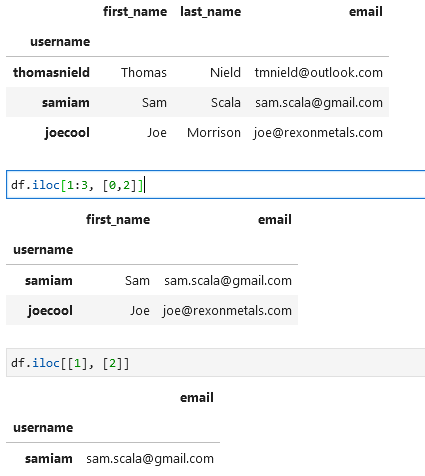 first_name last_name email
username
thomasnield Thomas Nield tmnield@outlook.com
samiam Sam Scala sam.scala@gmail.com
joecool Joe Morrison joe@rexonmetals.com
df.iloc[1:3, [0,2]]
first_name email
username
samiam Sam sam.scala@gmail.com
joecool Joe joe@rexonmetals.com
df.iloc[[1], [2]]
email
username
samiam sam.scala@gmail.com